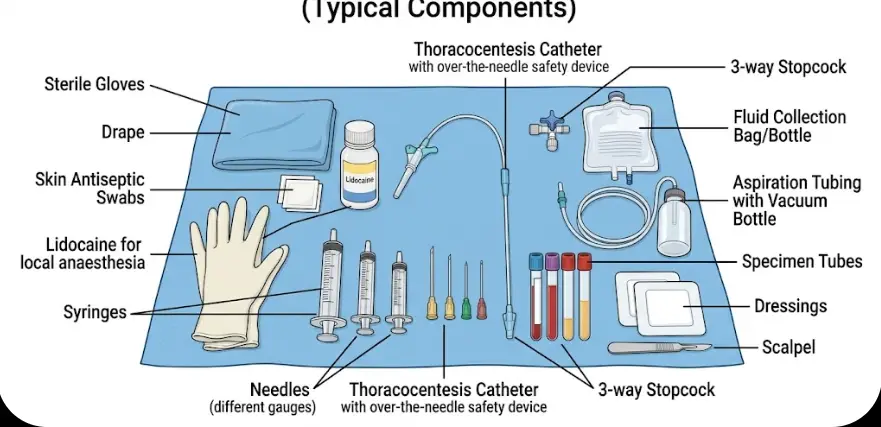 (Typical Components)
Thoracocentesis Catheter
with over-the-needle safety device
3-way Stopcock
Sterile Gloves
Drape
Fluid Collection
Bag/Bottle
Skin Antiseptic
Swabs
Lidocaine
Aspiration Tubing
with Vacuum
Bottle
Lidocaine for
local anaesthesia
Specimen Tubes
Syringes
Dressings
Scalpel
Needles
(different gauges)
Thoracocentesis Catheter
with over-the-needle safety device
3-way Stopcock